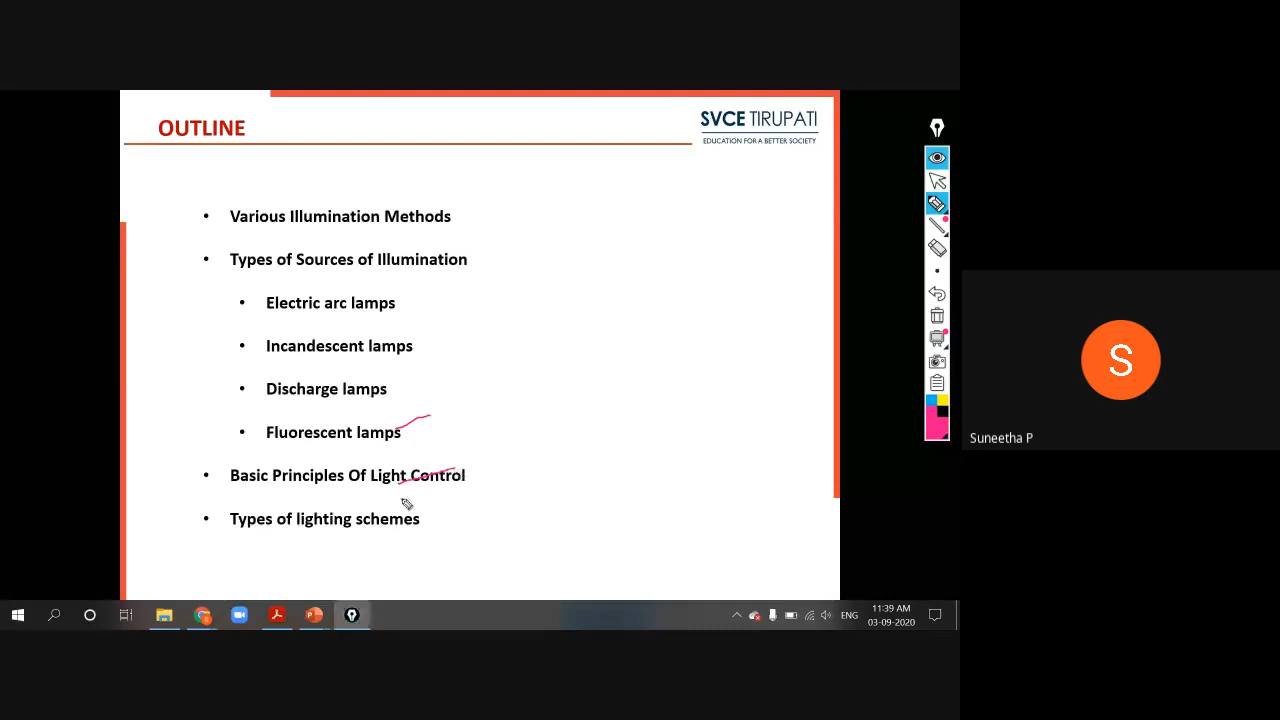 OUTLINE
SVCE TIRUPATI
EDUCATION FOR A BETTER SOCIETY
• Various Illumination Methods
• Types of Sources of Illumination
• Electric arc lamps
• Incandescent lamps
• Discharge lamps
• Fluorescent lamps
• Basic Principles Of Light Control
• Types of lighting schemes
S
Suneetha P
ENG
11:39 AM
03-09-2020